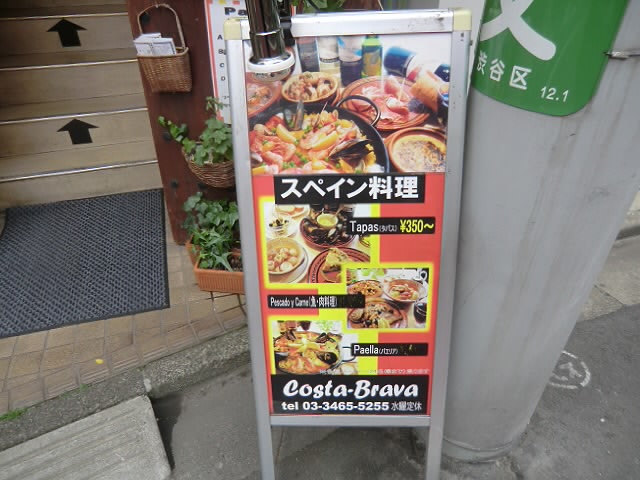 渋谷区
12.1
スペイン料理
Tapas(タパス) ¥350～
Pescado y Carne(魚・肉料理)
Paella(パエリア)
Costa-Brava
tel 03-3465-5255 水曜定休